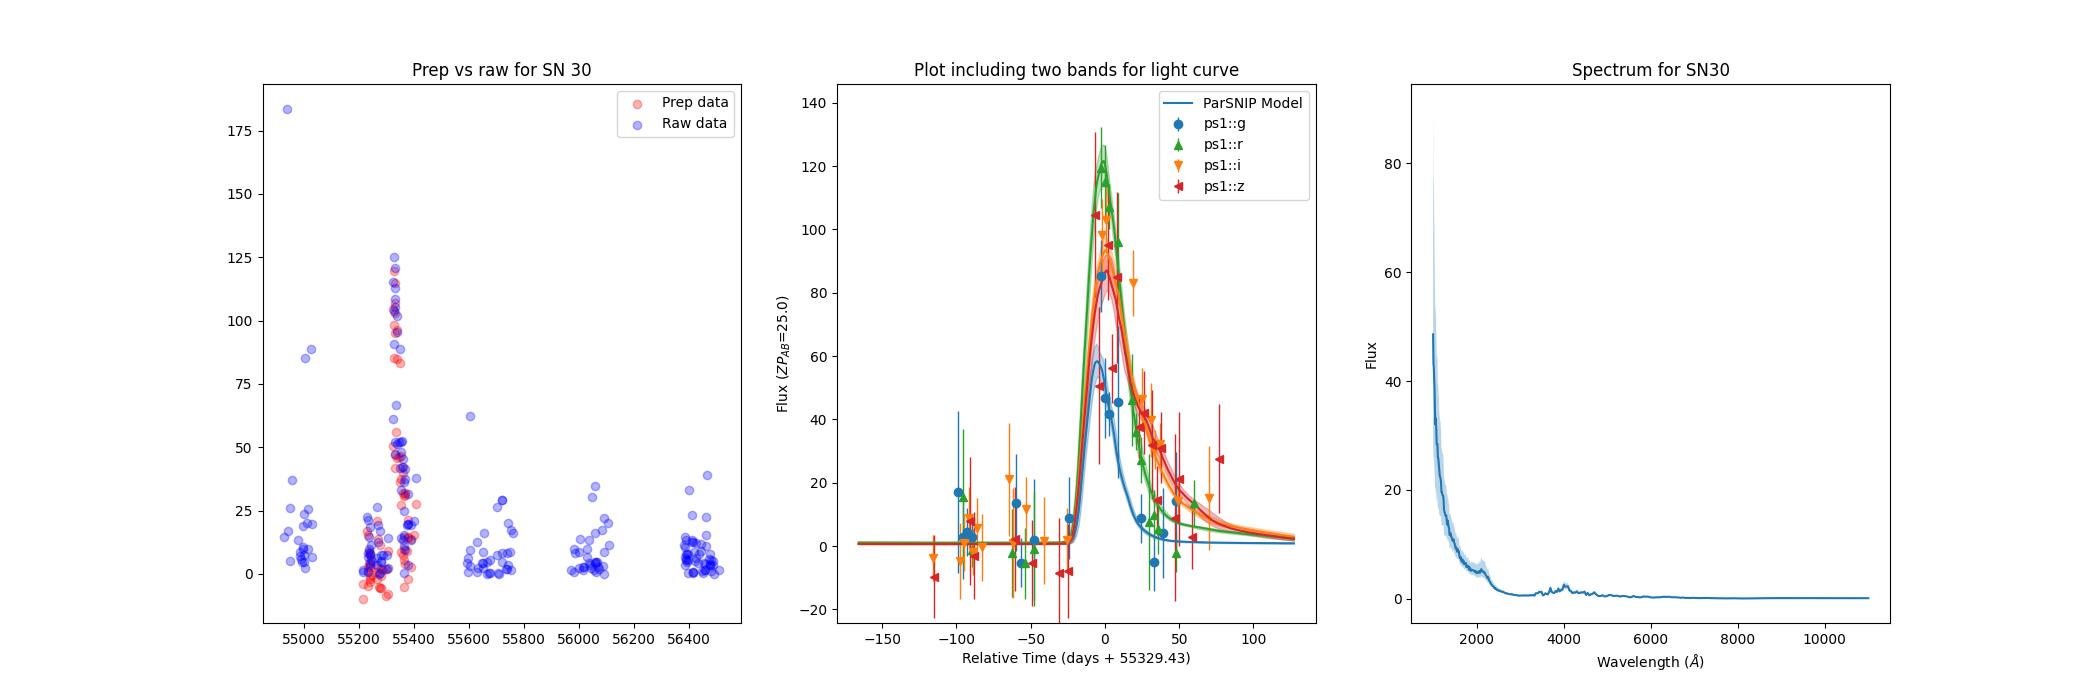 Prep vs raw for SN 30
Prep data
Raw data
175
150
125
100
75
50
25
0
55000 55200 55400 55600 55800 56000 56200 56400
Plot including two bands for light curve
ParSNIP Model
ps1::g
ps1::r
ps1::i
ps1::z
Flux (ZP_AB=25.0)
140
120
100
80
60
40
20
0
−20
−150 −100 −50 0 50 100
Relative Time (days + 55329.43)
Spectrum for SN30
Flux
80
60
40
20
0
2000 4000 6000 8000 10000
Wavelength (Å)